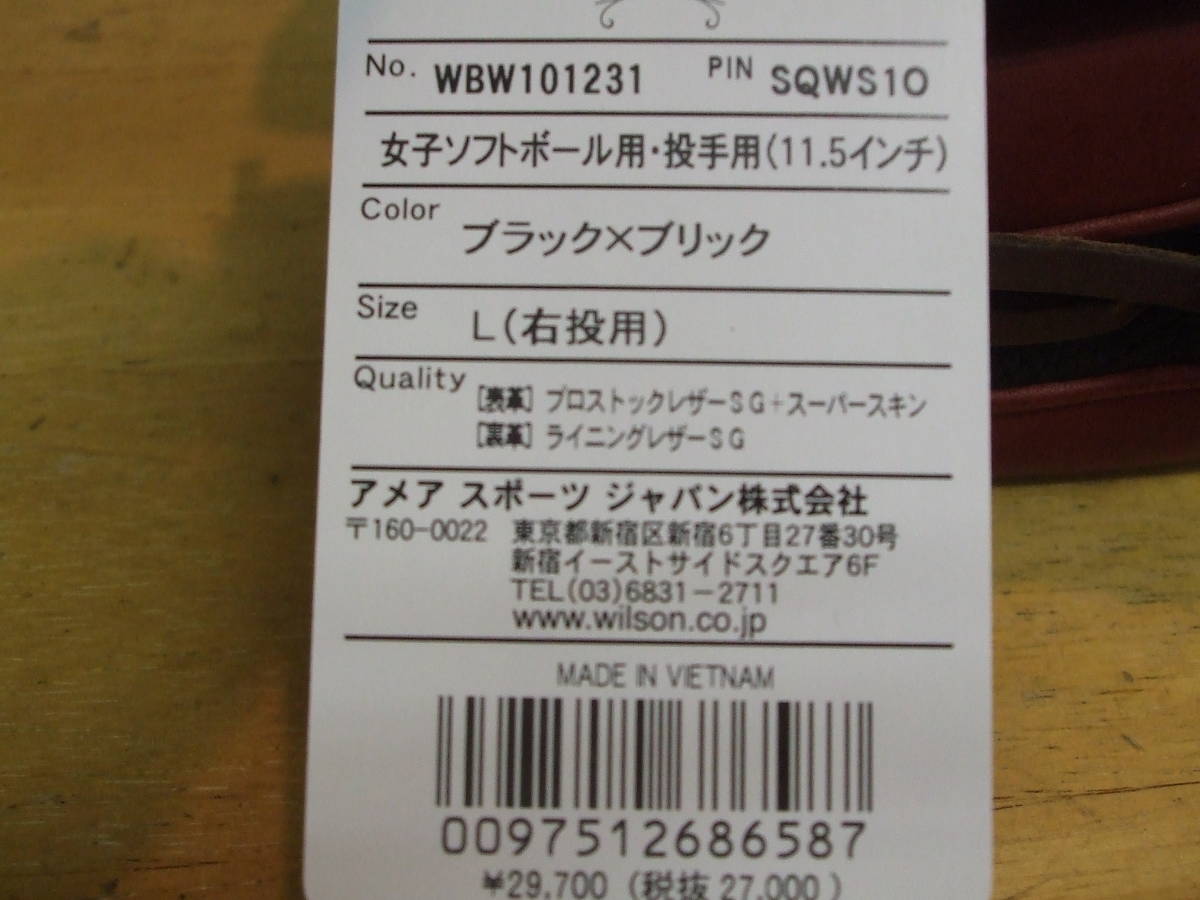 No. WBW101231 PIN SQWS10
女子ソフトボール用・投手用(11.5インチ)
Color ブラック×ブリック
Size L(右投用)
Quality [表革] プロストックレザーSG+スーパースキン
[裏革] ライニングレザーSG
アメア スポーツ ジャパン株式会社
〒160-0022 東京都新宿区新宿6丁目27番30号
新宿イーストサイドスクエア6F
TEL(03)6831-2711
www.wilson.co.jp
MADE IN VIETNAM
0097512686587
¥29,700 (税抜 27,000)